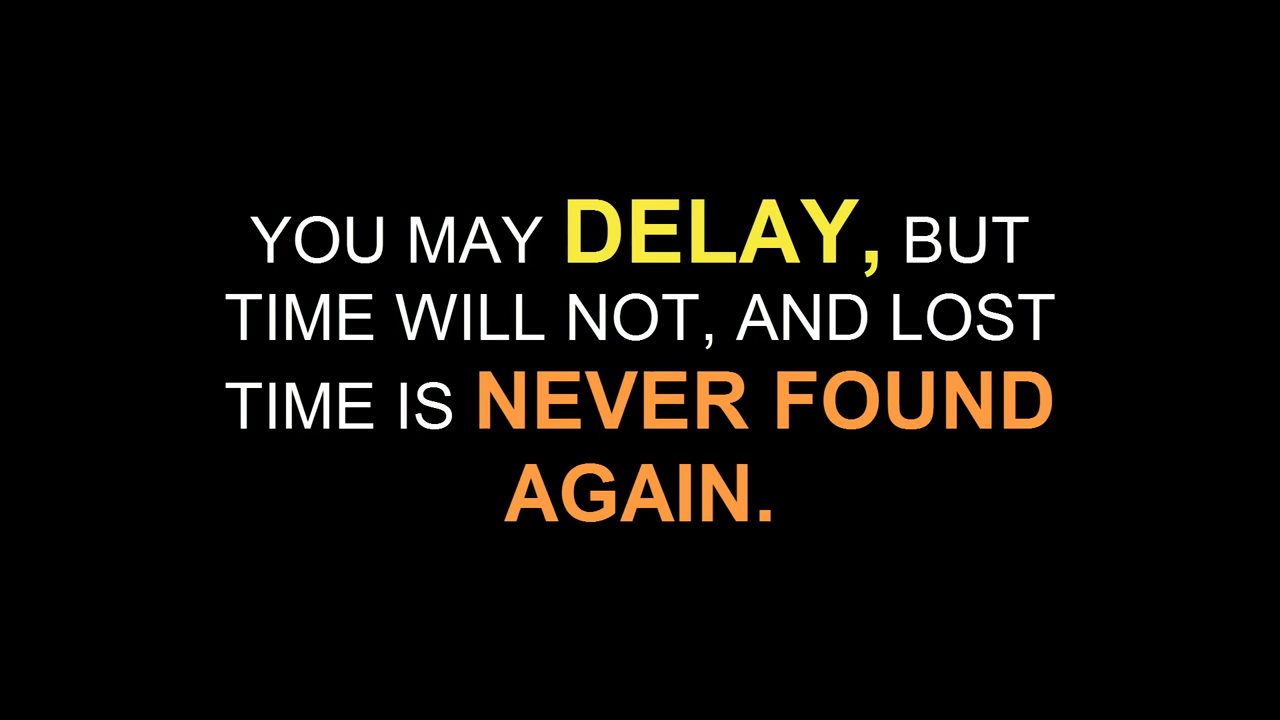 YOU MAY DELAY, BUT
TIME WILL NOT, AND LOST
TIME IS NEVER FOUND
AGAIN.